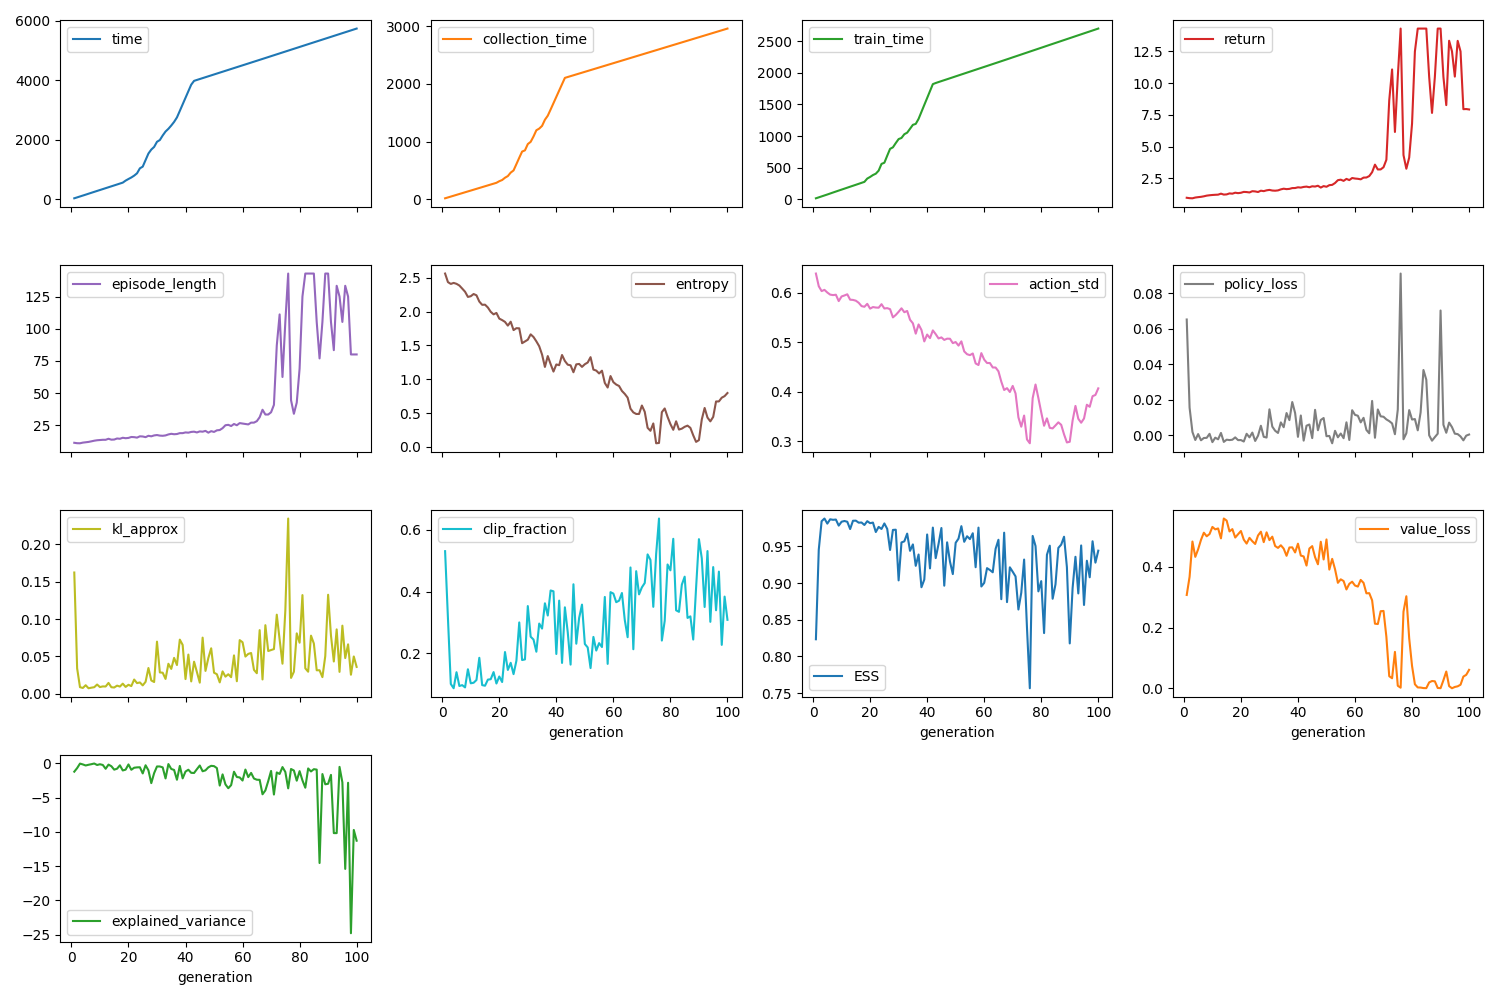 6000
4000
2000
0
time
3000
2000
1000
0
collection_time
2500
2000
1500
1000
500
0
train_time
12.5
10.0
7.5
5.0
2.5
return
125
100
75
50
25
episode_length
2.5
2.0
1.5
1.0
0.5
0.0
entropy
0.6
0.5
0.4
0.3
action_std
0.08
0.06
0.04
0.02
0.00
policy_loss
0.20
0.15
0.10
0.05
0.00
kl_approx
0.6
0.4
0.2
clip_fraction
0 20 40 60 80 100
generation
0.95
0.90
0.85
0.80
0.75
ESS
0 20 40 60 80 100
generation
0.4
0.2
0.0
value_loss
0 20 40 60 80 100
generation
0
−5
−10
−15
−20
−25
explained_variance
0 20 40 60 80 100
generation